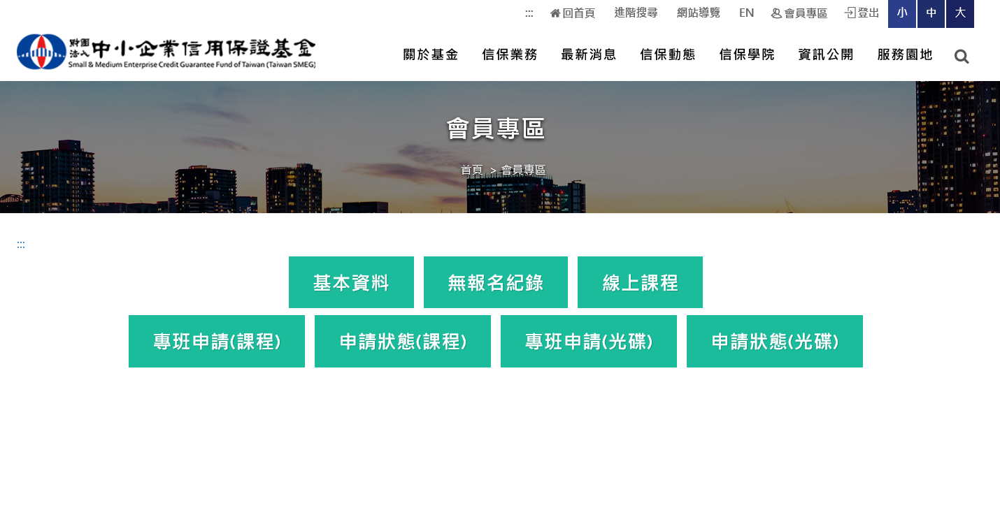 ::: 回首頁 進階搜尋 網站導覽 EN 會員專區 登出 小 中 大
財團法人 中小企業信用保證基金
Small & Medium Enterprise Credit Guarantee Fund of Taiwan (Taiwan SMEG)
關於基金 信保業務 最新消息 信保動態 信保學院 資訊公開 服務園地
會員專區
首頁 > 會員專區
:::
基本資料 無報名紀錄 線上課程
專班申請(課程) 申請狀態(課程) 專班申請(光碟) 申請狀態(光碟)